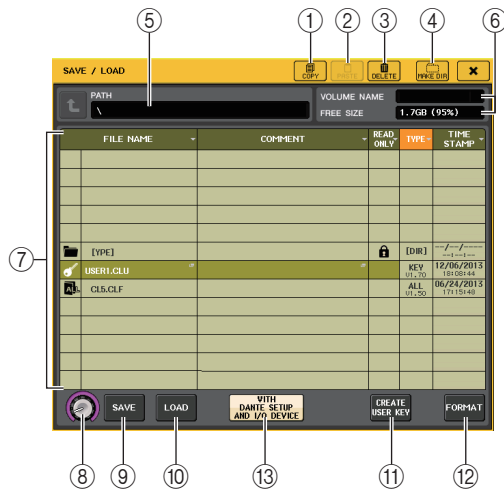 ⑤ ① ② ③ ④ ⑥
SAVE / LOAD
COPY
PASTE
DELETE
MAKE DIR
PATH
\
VOLUME NAME
FREE SIZE
1.7GB (95%)
FILE NAME
COMMENT
READ ONLY
TYPE
TIME STAMP
[YPE]
[DIR]
--/--/----
--:--:--
USER1.CLU
KEY
V1.70
12/06/2013
18:08:44
ALL
CL5.CLF
ALL
V1.50
06/24/2013
17:15:48
⑦
SAVE
LOAD
VITH
DANTE SETUP
AND I/O DEVICE
CREATE
USER KEY
FORMAT
⑧ ⑨ ⑩ ⑬ ⑪ ⑫